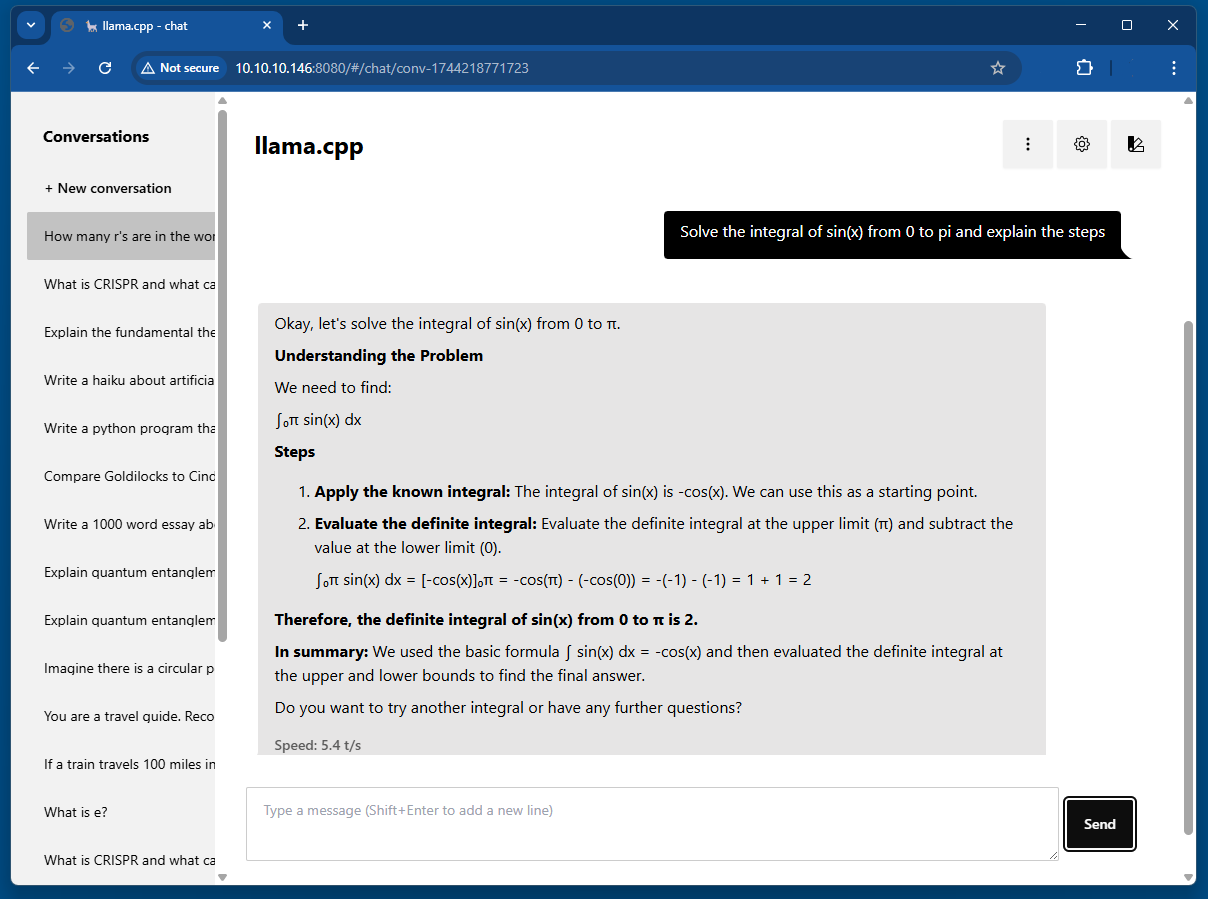 llama.cpp - chat
Not secure
10.10.10.146:8080/#/chat/conv-1744218771723
Conversations
+ New conversation
How many r's are in the wor
What is CRISPR and what ca
Explain the fundamental the
Write a haiku about artificia
Write a python program tha
Compare Goldilocks to Cind
Write a 1000 word essay ab
Explain quantum entanglem
Explain quantum entanglem
Imagine there is a circular p
You are a travel guide. Reco
If a train travels 100 miles in
What is e?
What is CRISPR and what ca
llama.cpp
Solve the integral of sin(x) from 0 to pi and explain the steps
Okay, let's solve the integral of sin(x) from 0 to π.
Understanding the Problem
We need to find:
∫₀π sin(x) dx
Steps
1. Apply the known integral: The integral of sin(x) is -cos(x). We can use this as a starting point.
2. Evaluate the definite integral: Evaluate the definite integral at the upper limit (π) and subtract the
value at the lower limit (0).
∫₀π sin(x) dx = [-cos(x)]₀π = -cos(π) - (-cos(0)) = -(-1) - (-1) = 1 + 1 = 2
Therefore, the definite integral of sin(x) from 0 to π is 2.
In summary: We used the basic formula ∫ sin(x) dx = -cos(x) and then evaluated the definite integral at
the upper and lower bounds to find the final answer.
Do you want to try another integral or have any further questions?
Speed: 5.4 t/s
Type a message (Shift+Enter to add a new line)
Send